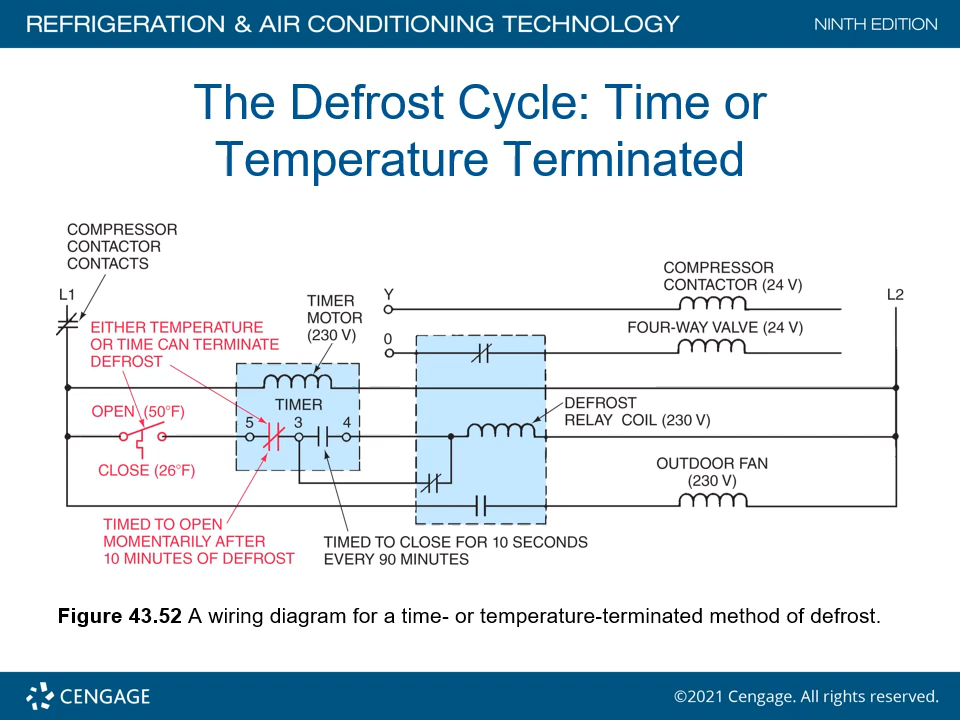 REFRIGERATION & AIR CONDITIONING TECHNOLOGY
NINTH EDITION
The Defrost Cycle: Time or
Temperature Terminated
COMPRESSOR
CONTACTOR
CONTACTS
L1
EITHER TEMPERATURE
OR TIME CAN TERMINATE
DEFROST
TIMER
MOTOR
(230 V)
Y
0
COMPRESSOR
CONTACTOR (24 V)
FOUR-WAY VALVE (24 V)
L2
TIMER
5
3
4
OPEN (50°F)
CLOSE (26°F)
DEFROST
RELAY COIL (230 V)
OUTDOOR FAN
(230 V)
TIMED TO OPEN
MOMENTARILY AFTER
10 MINUTES OF DEFROST
TIMED TO CLOSE FOR 10 SECONDS
EVERY 90 MINUTES
Figure 43.52 A wiring diagram for a time- or temperature-terminated method of defrost.
CENGAGE
©2021 Cengage. All rights reserved.